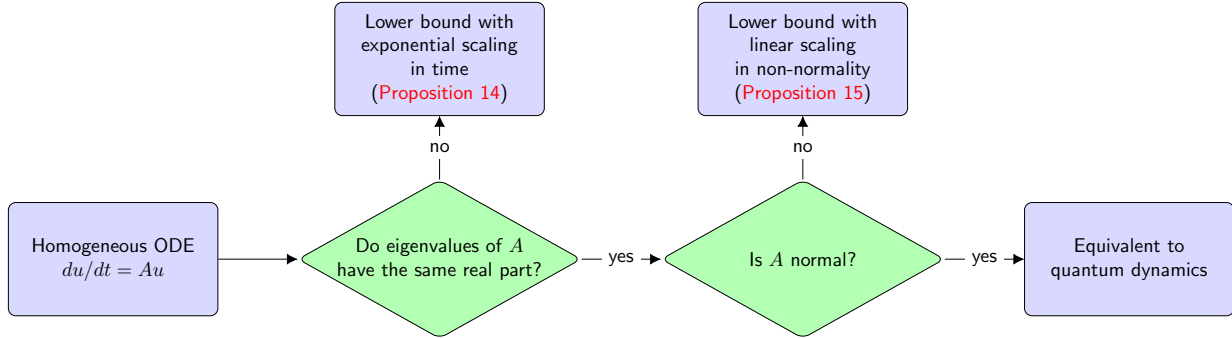 Lower bound with
exponential scaling
in time
(Proposition 14)
Lower bound with
linear scaling
in non-normality
(Proposition 15)
no
no
Homogeneous ODE
du/dt = Au
Do eigenvalues of A
have the same real part?
yes
Is A normal?
yes
Equivalent to
quantum dynamics